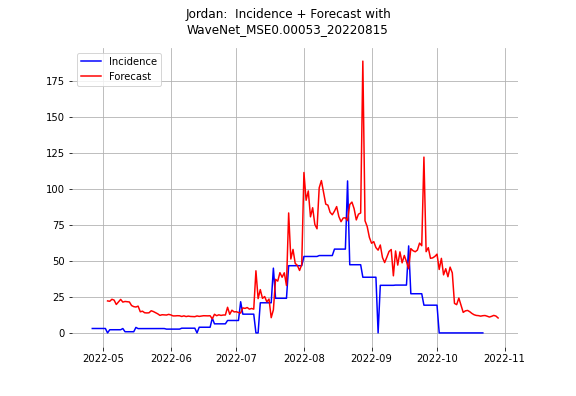 Jordan:  Incidence + Forecast with
WaveNet_MSE0.00053_20220815
Incidence
Forecast
175
150
125
100
75
50
25
0
2022-05 2022-06 2022-07 2022-08 2022-09 2022-10 2022-11